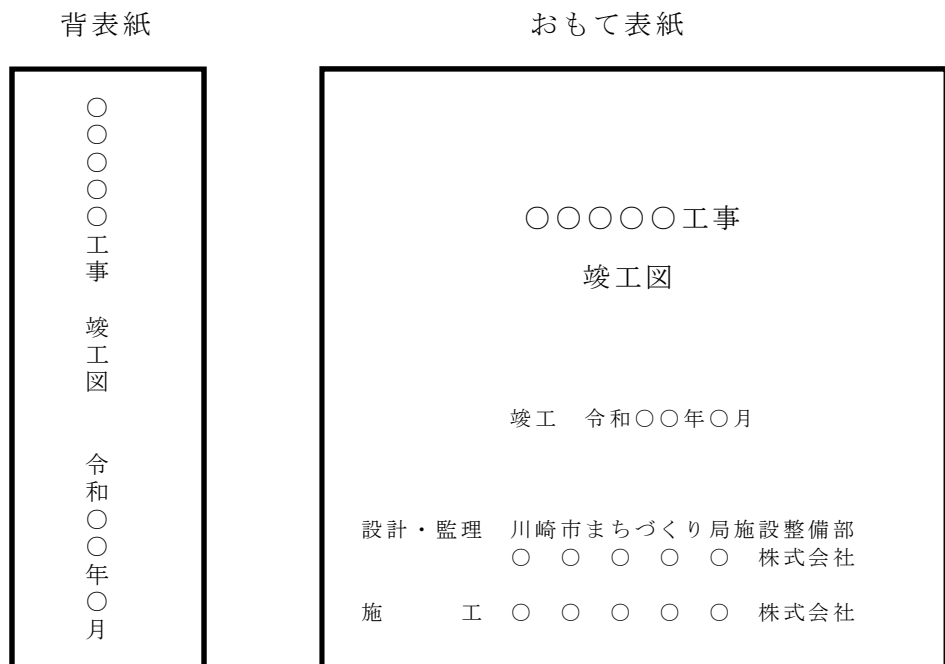 背表紙
おもて表紙
○○○○○工事　竣工図　　令和○○年○月
○○○○○工事
竣工図
竣工　令和○○年○月
設計・監理　川崎市まちづくり局施設整備部
○　○　○　○　○　株式会社
施　　　工　○　○　○　○　○　株式会社